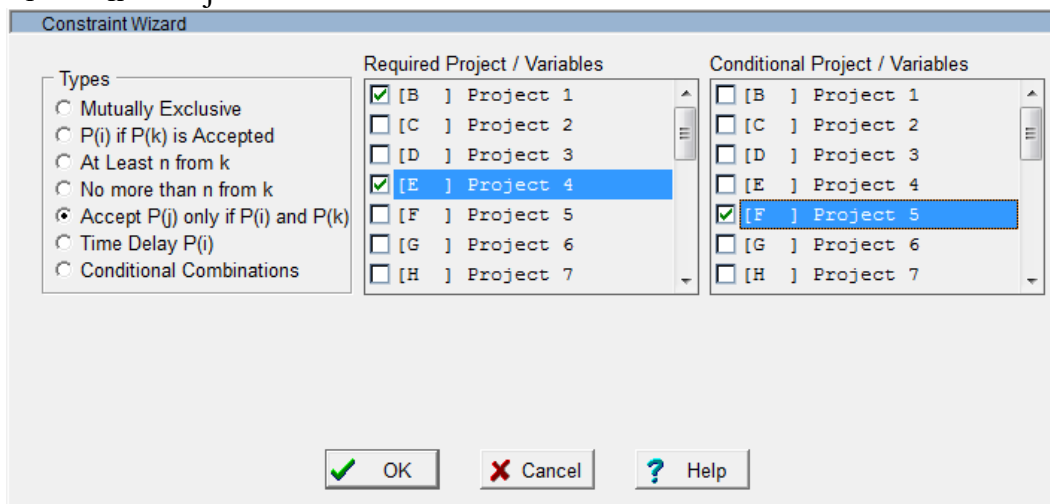 Constraint Wizard
Types
Mutually Exclusive
P(i) if P(k) is Accepted
At Least n from k
No more than n from k
Accept P(j) only if P(i) and P(k)
Time Delay P(i)
Conditional Combinations
Required Project / Variables
[B ] Project 1
[C ] Project 2
[D ] Project 3
[E ] Project 4
[F ] Project 5
[G ] Project 6
[H ] Project 7
Conditional Project / Variables
[B ] Project 1
[C ] Project 2
[D ] Project 3
[E ] Project 4
[F ] Project 5
[G ] Project 6
[H ] Project 7
OK
Cancel
? Help